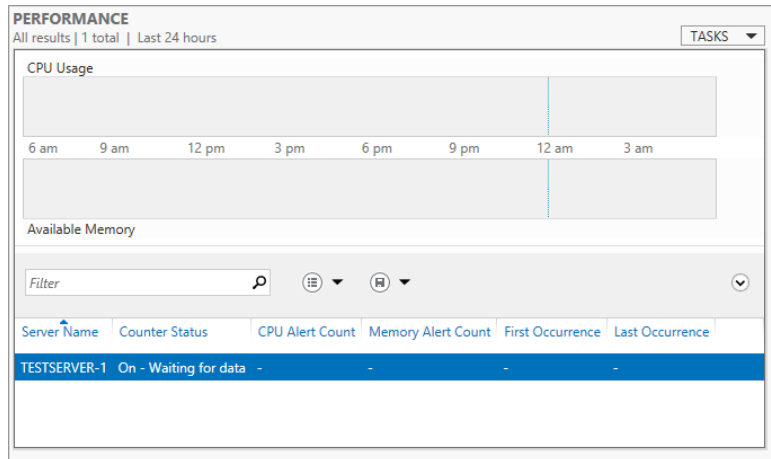 PERFORMANCE
All results | 1 total | Last 24 hours
TASKS
CPU Usage
6 am 9 am 12 pm 3 pm 6 pm 9 pm 12 am 3 am
Available Memory
Filter
Server Name Counter Status CPU Alert Count Memory Alert Count First Occurrence Last Occurrence
TESTSERVER-1 On - Waiting for data - - - -